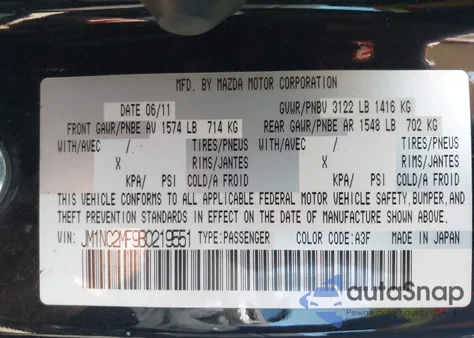 MFD. BY MAZDA MOTOR CORPORATION
DATE 06/11 GVWR/PNBV 3122 LB 1416 KG
FRONT GAWR/PNBE AV 1574 LB 714 KG REAR GAWR/PNBE AR 1548 LB 702 KG
WITH/AVEC / TIRES/PNEUS WITH/AVEC / TIRES/PNEUS
X RIMS/JANTES X RIMS/JANTES
KPA/ PSI COLD/A FROID KPA/ PSI COLD/A FROID
THIS VEHICLE CONFORMS TO ALL APPLICABLE FEDERAL MOTOR VEHICLE SAFETY, BUMPER, AND
THEFT PREVENTION STANDARDS IN EFFECT ON THE DATE OF MANUFACTURE SHOWN ABOVE.
VIN: JM1NC2MF9B0219551 TYPE:PASSENGER COLOR CODE: A3F MADE IN JAPAN
autoSnap
Pewne auto